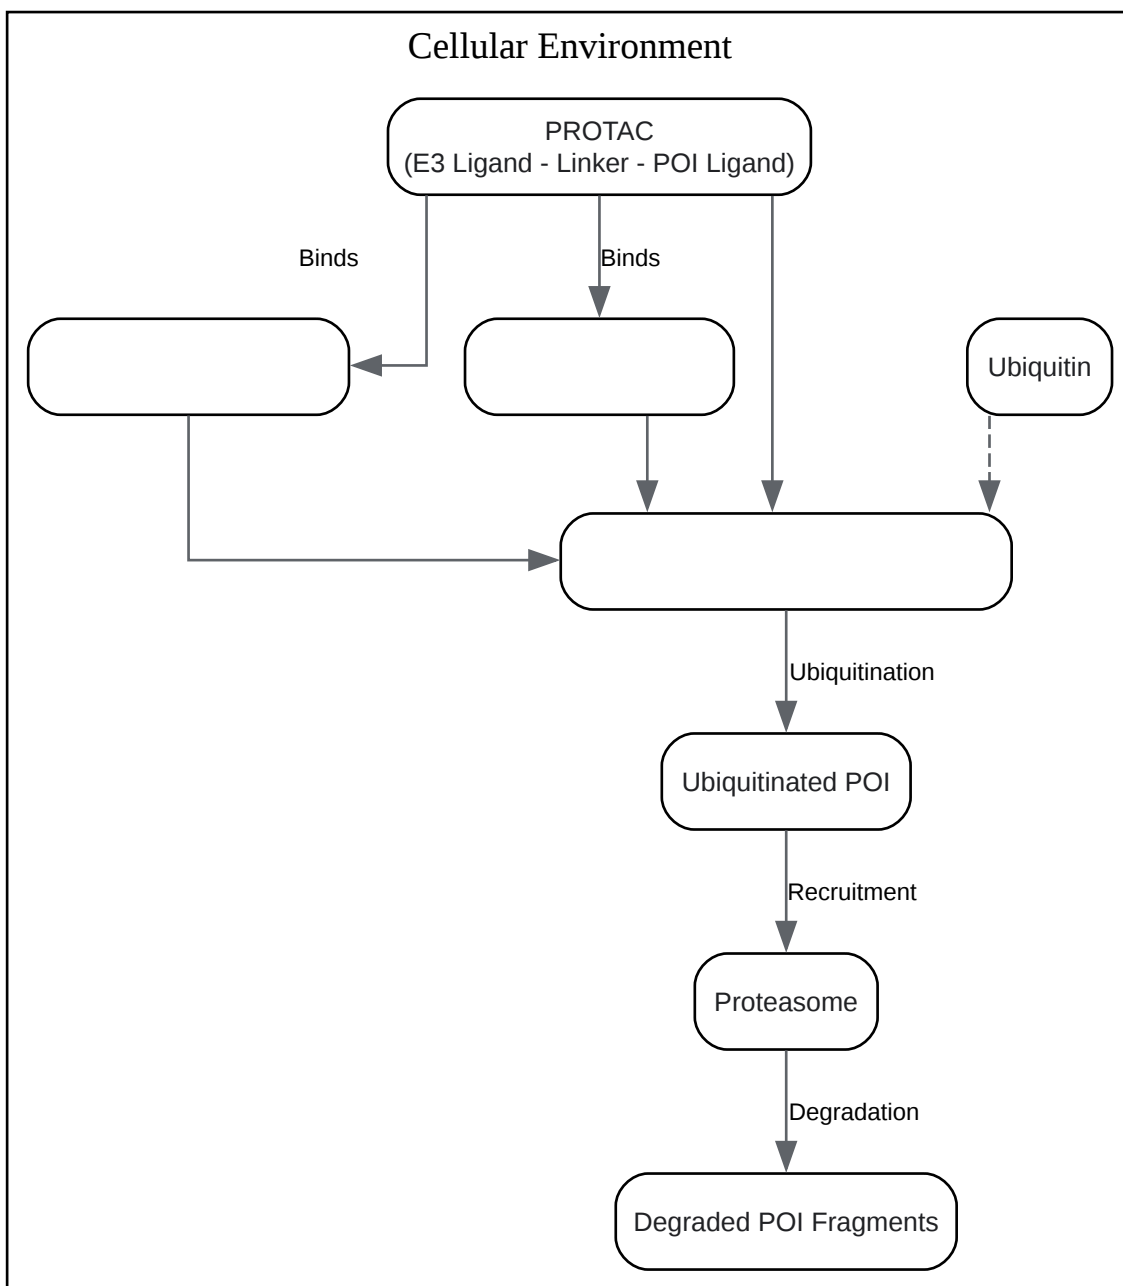 Cellular Environment
PROTAC
(E3 Ligand - Linker - POI Ligand)
Binds
Binds
Ubiquitin
Ubiquitination
Ubiquitinated POI
Recruitment
Proteasome
Degradation
Degraded POI Fragments